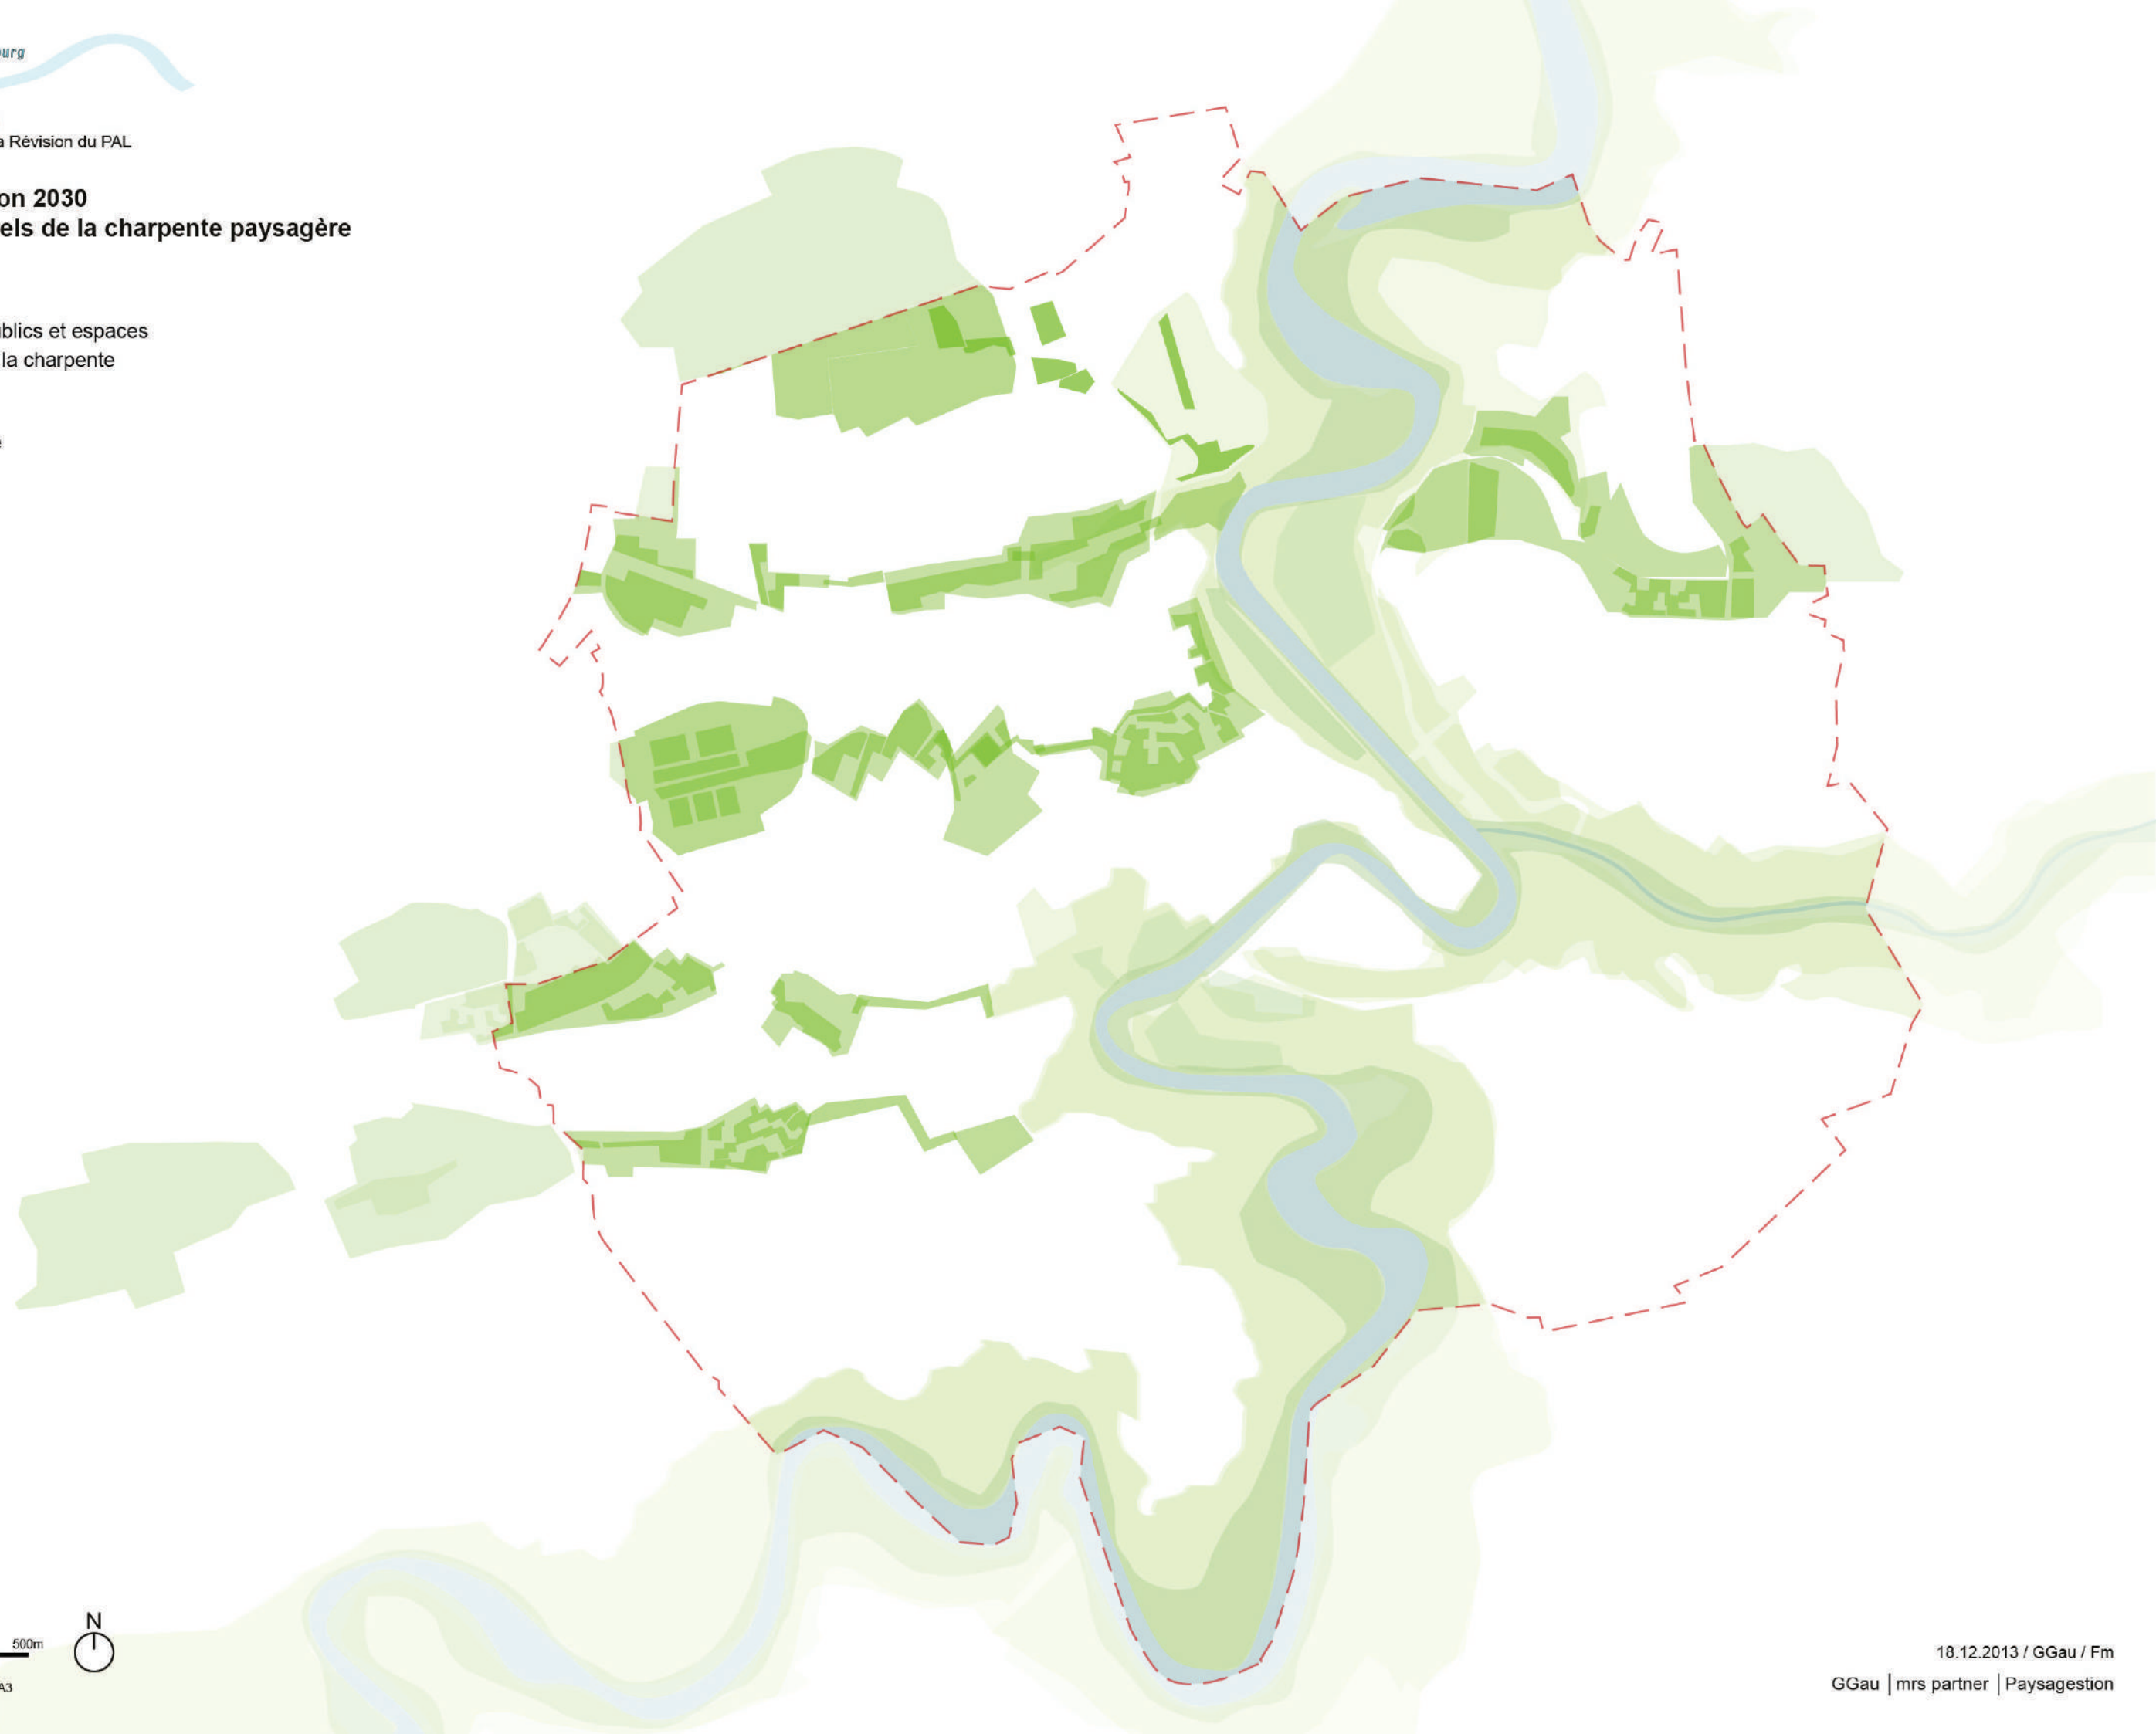 a Révision du PAL
on 2030
els de la charpente paysagère
blics et espaces
la charpente
500m
A3
N
18.12.2013 / GGau / Fm
GGau | mrs partner | Paysagestion